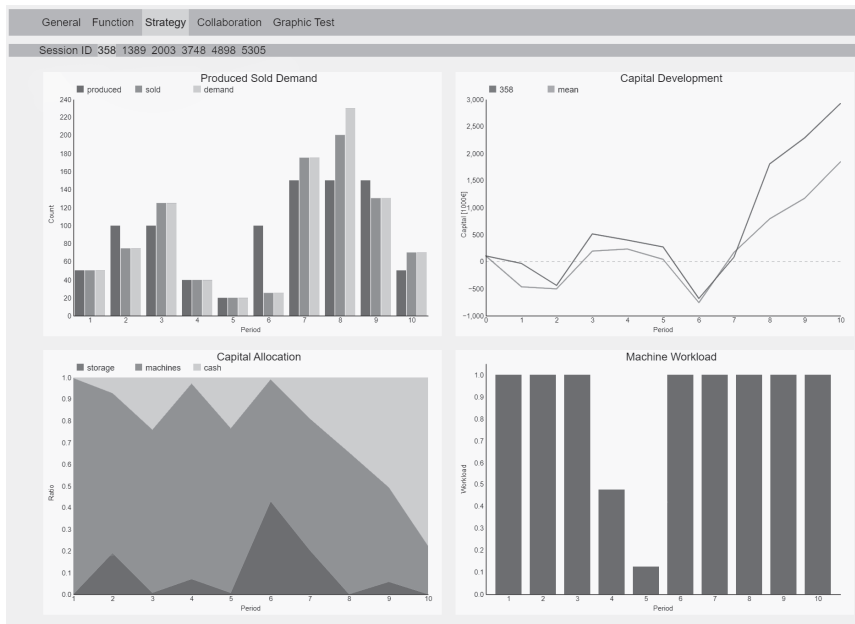 General Function Strategy Collaboration Graphic Test
Session ID 358 1389 2003 3748 4898 5305
Produced Sold Demand
produced sold demand
240
220
200
180
160
140
120
100
80
60
40
20
0
Count
1 2 3 4 5 6 7 8 9 10
Period
Capital Development
358 mean
3,000
2,500
2,000
1,500
1,000
500
0
−500
−1,000
Capital [1000€]
0 1 2 3 4 5 6 7 8 9 10
Period
Capital Allocation
storage machines cash
1.0
0.9
0.8
0.7
0.6
0.5
0.4
0.3
0.2
0.1
0.0
Ratio
1 2 3 4 5 6 7 8 9 10
Period
Machine Workload
1.0
0.9
0.8
0.7
0.6
0.5
0.4
0.3
0.2
0.1
0.0
Workload
1 2 3 4 5 6 7 8 9 10
Period